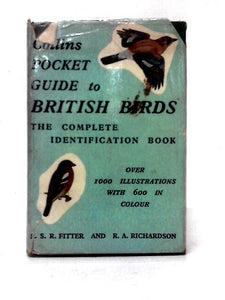 Collins
POCKET
GUIDE to
BRITISH BIRDS
THE COMPLETE
IDENTIFICATION BOOK
OVER
1000 ILLUSTRATIONS
WITH 600 IN
COLOUR
S. R. FITTER AND R. A. RICHARDSON